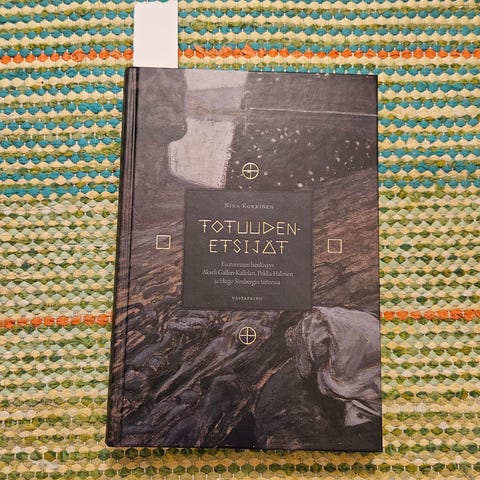 NINA KOKKINEN
TOTUUDEN-
ETSIJÄT
Esoteerinen henkisyys
Akseli Gallen-Kallelan, Pekka Halosen
ja Hugo Simbergin taiteessa
VASTAPAINO